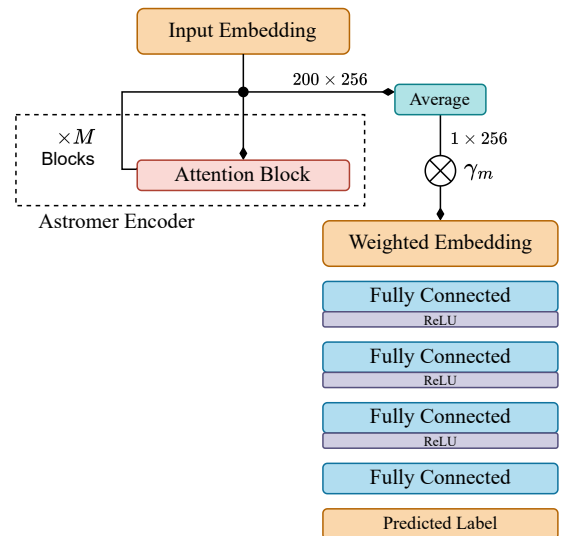 Input Embedding
200 × 256
Average
×M
Blocks
1 × 256
γm
Attention Block
Astromer Encoder
Weighted Embedding
Fully Connected
ReLU
Fully Connected
ReLU
Fully Connected
ReLU
Fully Connected
Predicted Label